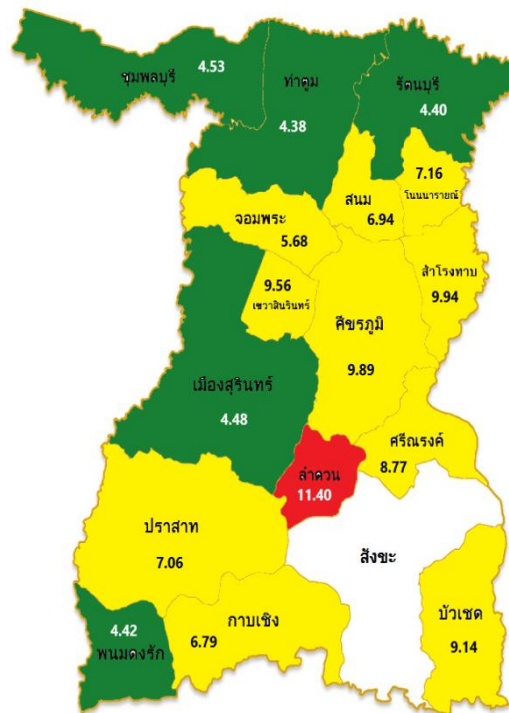 ชุมพลบุรี
4.53
ท่าตูม
4.38
รัตนบุรี
4.40
สนม
6.94
7.16
โนนนารายณ์
จอมพระ
5.68
สำโรงทาบ
9.94
9.56
เขวาสินรินทร์
ศีขรภูมิ
9.89
เมืองสุรินทร์
4.48
ศรีณรงค์
8.77
ลำดวน
11.40
ปราสาท
7.06
สังขะ
บัวเชด
9.14
กาบเชิง
6.79
4.42
พนมดงรัก